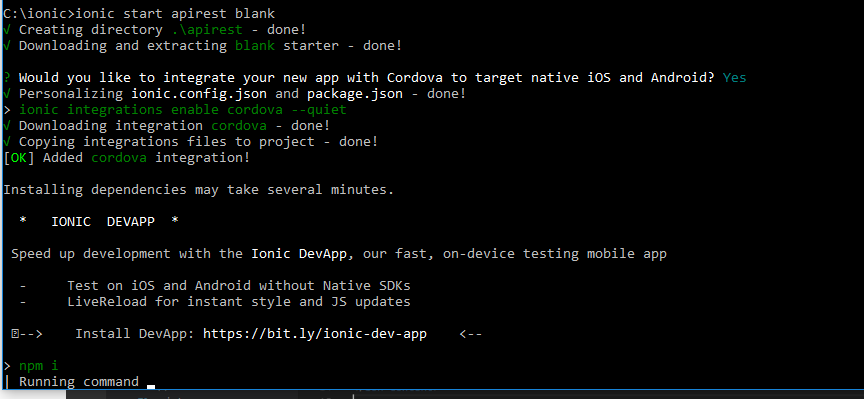 C:\ionic>ionic start apirest blank
√ Creating directory .\apirest - done!
√ Downloading and extracting blank starter - done!
? Would you like to integrate your new app with Cordova to target native iOS and Android? Yes
√ Personalizing ionic.config.json and package.json - done!
> ionic integrations enable cordova --quiet
√ Downloading integration cordova - done!
√ Copying integrations files to project - done!
[OK] Added cordova integration!
Installing dependencies may take several minutes.
* IONIC DEVAPP *
Speed up development with the Ionic DevApp, our fast, on-device testing mobile app
- Test on iOS and Android without Native SDKs
- LiveReload for instant style and JS updates
--> Install DevApp: https://bit.ly/ionic-dev-app <--
> npm i
| Running command